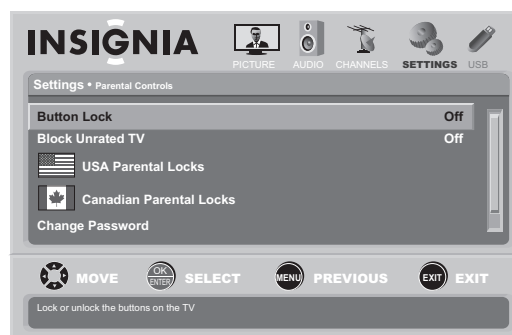 INSIGNIA
PICTURE AUDIO CHANNELS SETTINGS USB
Settings • Parental Controls
Button Lock Off
Block Unrated TV Off
USA Parental Locks
Canadian Parental Locks
Change Password
MOVE OK ENTER SELECT MENU PREVIOUS EXIT EXIT
Lock or unlock the buttons on the TV